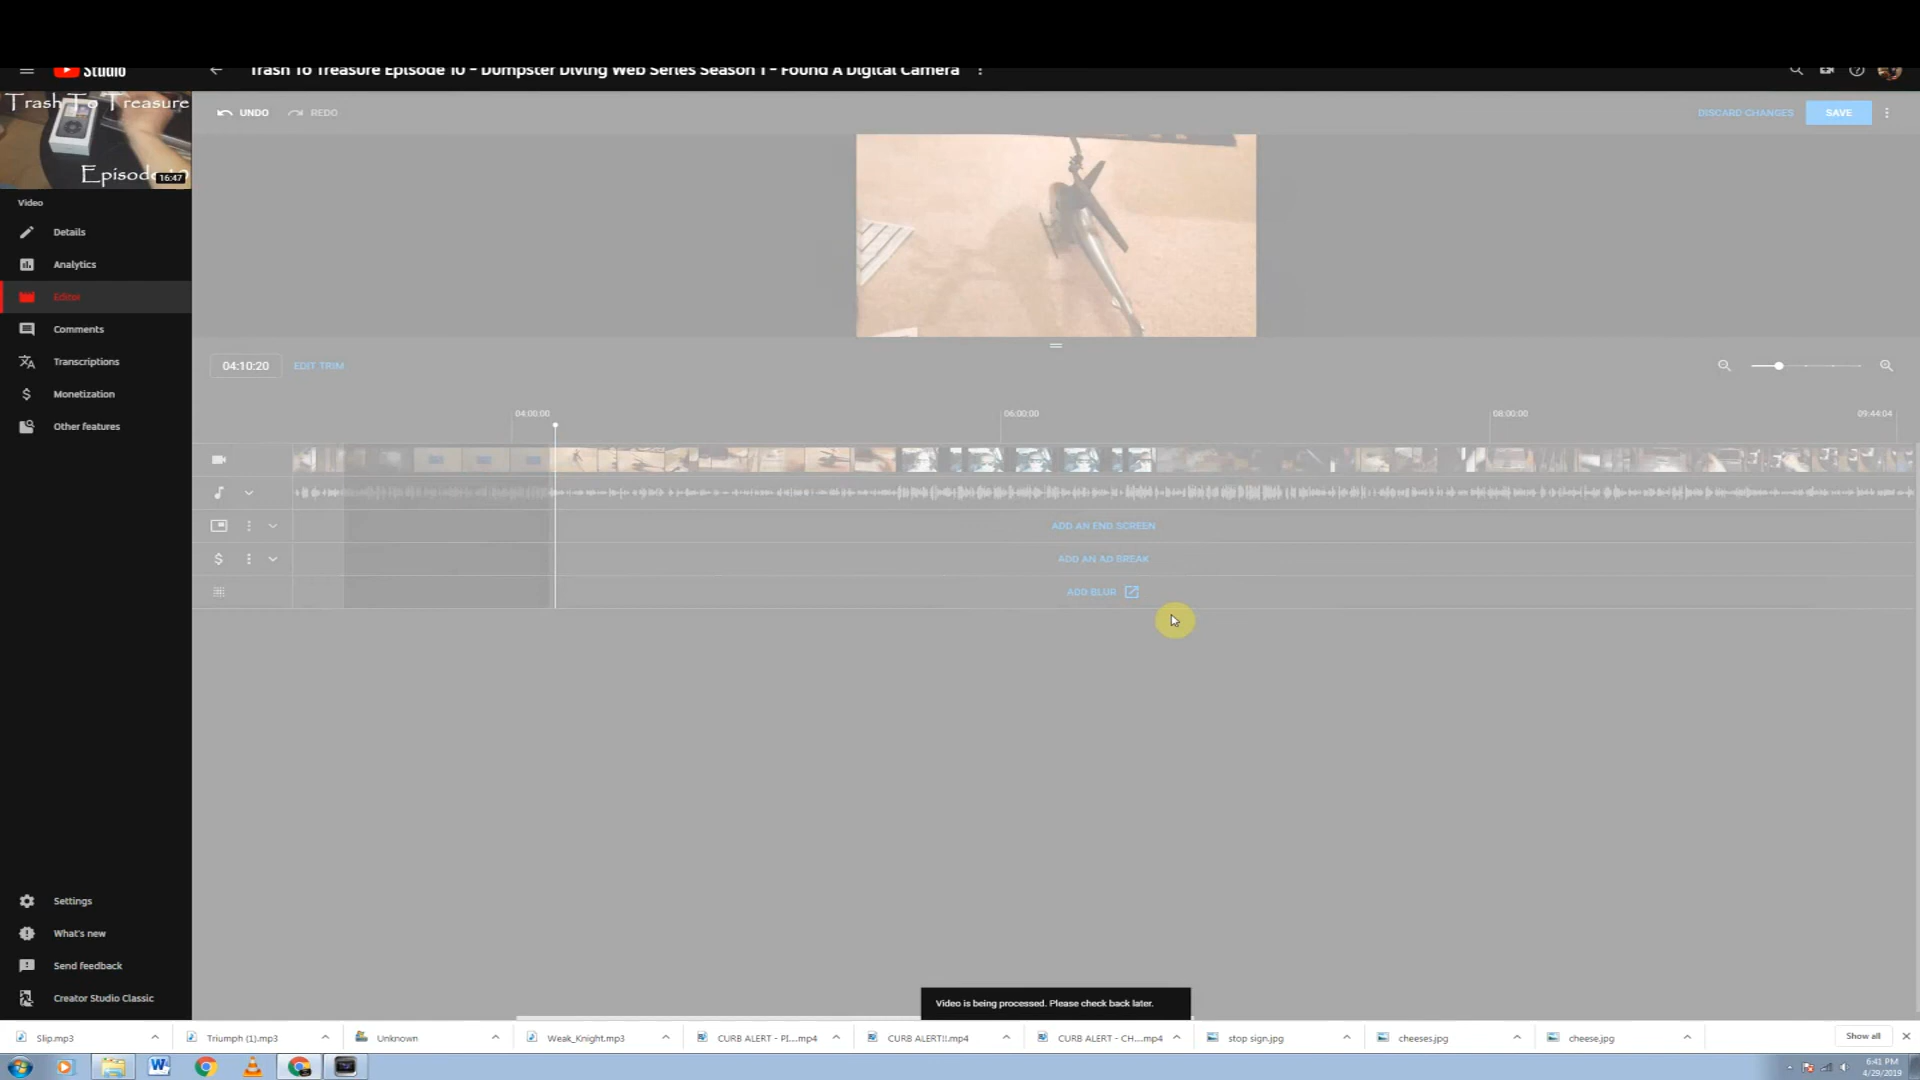 Studio
Trash To Treasure Episode 10 - Dumpster Diving Web Series Season 1 - Found A Digital Camera
Trash To Treasure
Episode 10
16:47
UNDO
REDO
DISCARD CHANGES
SAVE
Video
Details
Analytics
Editor
Comments
Transcriptions
Monetization
Other features
04:10:20
EDIT TRIM
04:00:00
06:00:00
08:00:00
09:44:04
ADD AN END SCREEN
ADD AN AD BREAK
ADD BLUR
Settings
What's new
Send feedback
Creator Studio Classic
Video is being processed. Please check back later.
Slip.mp3
Triumph (1).mp3
Unknown
Weak_Knight.mp3
CURB ALERT - PI....mp4
CURB ALERT!!.mp4
CURB ALERT - CH....mp4
stop sign.jpg
cheeses.jpg
cheese.jpg
Show all
6:41 PM
4/29/2019